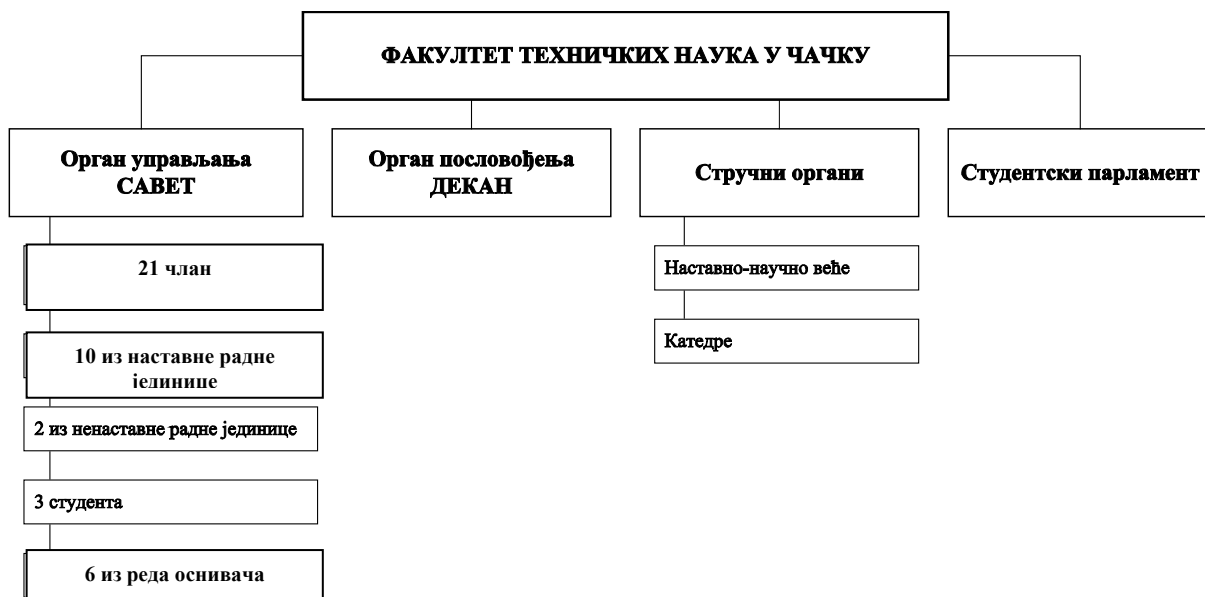 ФАКУЛТЕТ ТЕХНИЧКИХ НАУКА У ЧАЧКУ
Орган управљања
САВЕТ
Орган пословођења
ДЕКАН
Стручни органи
Студентски парламент
21 члан
10 из наставне радне
јединице
2 из ненаставне радне јединице
3 студента
6 из реда оснивача
Наставно-научно веће
Катедре